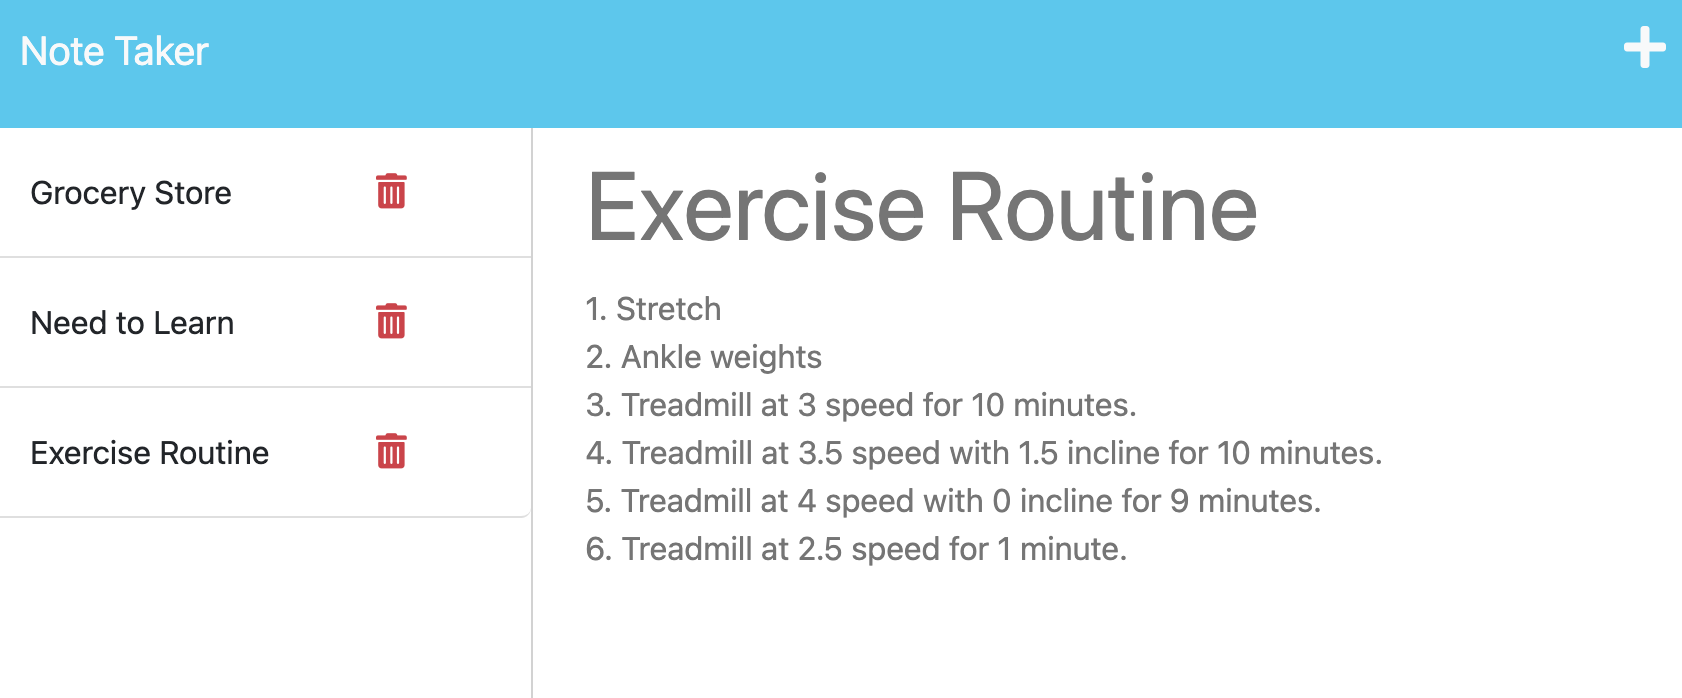 Note Taker
Grocery Store
Need to Learn
Exercise Routine
Exercise Routine
1. Stretch
2. Ankle weights
3. Treadmill at 3 speed for 10 minutes.
4. Treadmill at 3.5 speed with 1.5 incline for 10 minutes.
5. Treadmill at 4 speed with 0 incline for 9 minutes.
6. Treadmill at 2.5 speed for 1 minute.